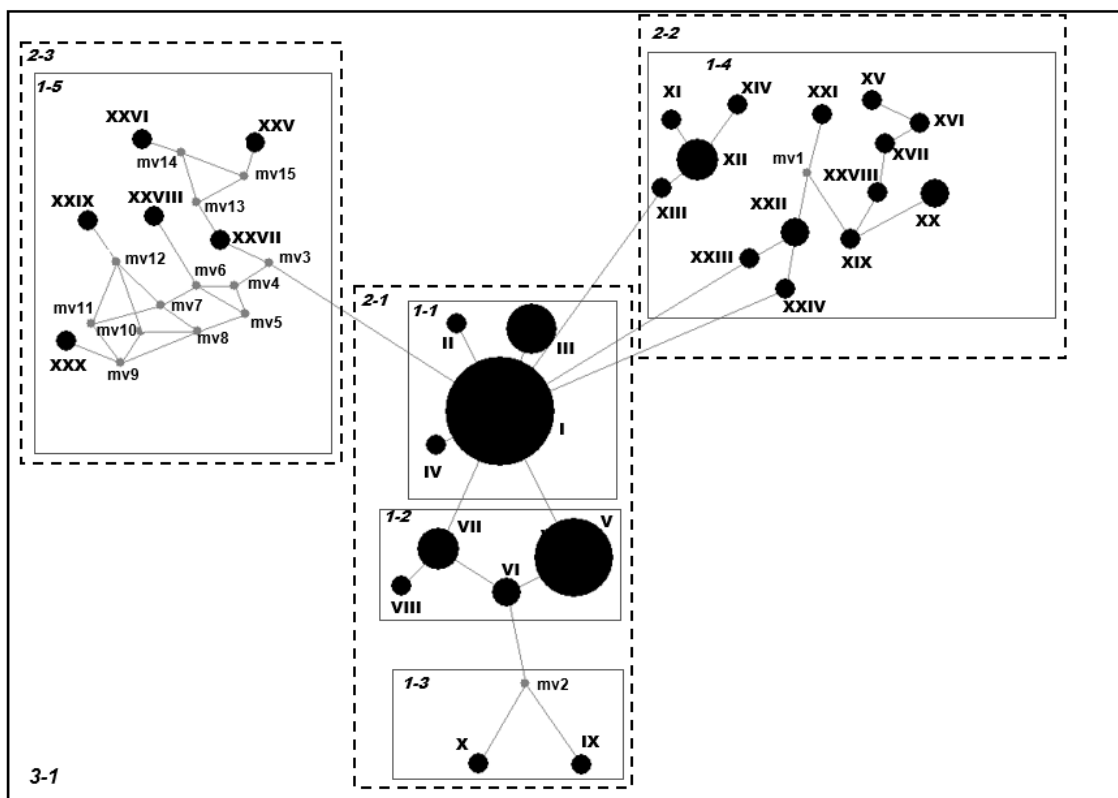 2-3
1-5
XXVI
XXV
mv14
mv15
XXIX
XXVIII
mv13
XXVII
mv12
mv6
mv3
mv4
mv11
mv10
mv7
mv5
mv8
XXX
mv9
2-2
1-4
XI
XIV
XXI
XV
XVI
XII
mv1
XVII
XXVIII
XIII
XXII
XX
XXIII
XIX
XXIV
2-1
1-1
II
III
I
IV
1-2
VII
V
VI
VIII
1-3
mv2
X
IX
3-1